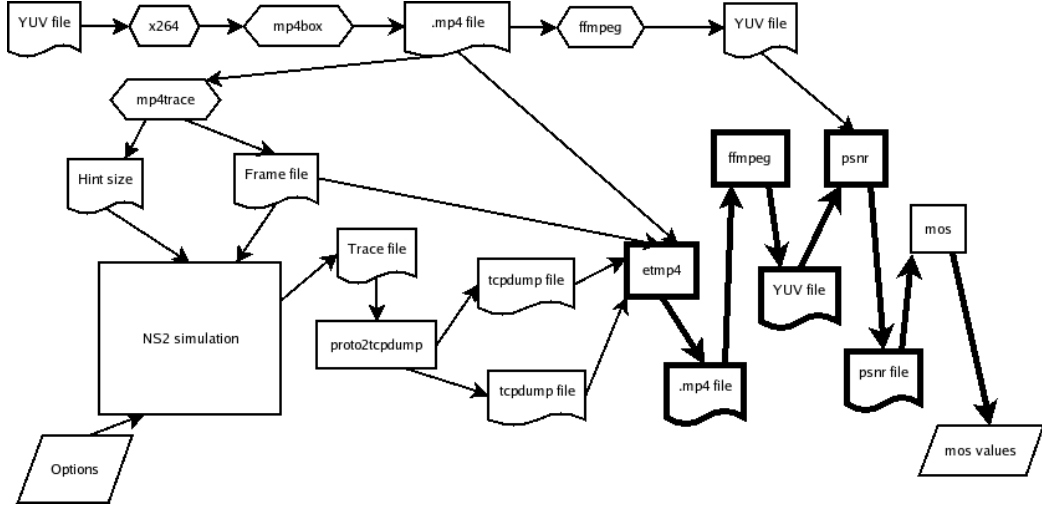 YUV file
x264
mp4box
.mp4 file
ffmpeg
YUV file
mp4trace
Hint size
Frame file
ffmpeg
psnr
mos
Trace file
tcpdump file
etmp4
YUV file
NS2 simulation
proto2tcpdump
tcpdump file
.mp4 file
psnr file
Options
mos values